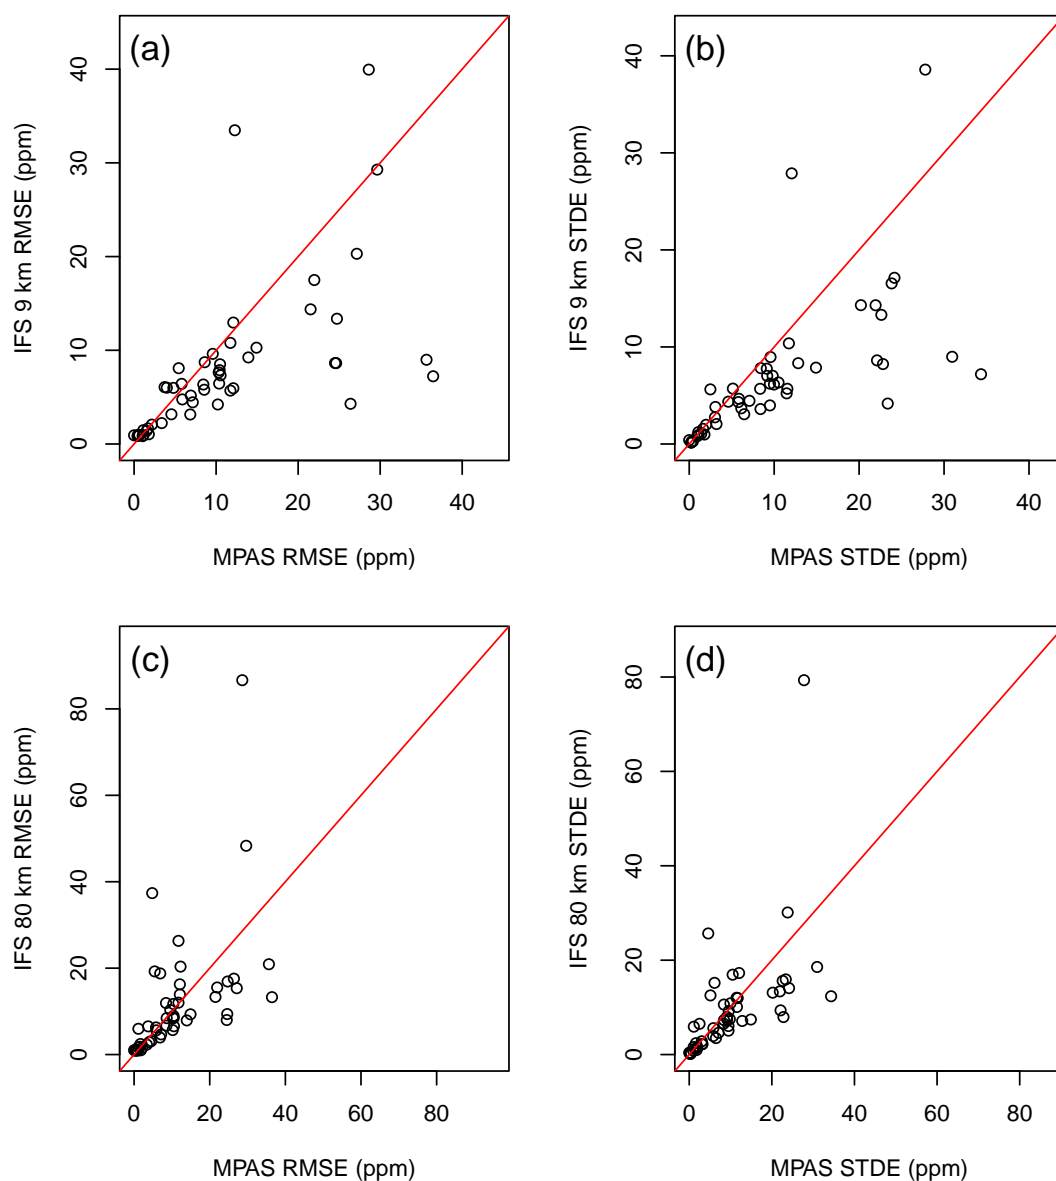 (a)
IFS 9 km RMSE (ppm)
0 10 20 30 40
0 10 20 30 40
MPAS RMSE (ppm)
(b)
IFS 9 km STDE (ppm)
0 10 20 30 40
0 10 20 30 40
MPAS STDE (ppm)
(c)
IFS 80 km RMSE (ppm)
0 20 40 60 80
0 20 40 60 80
MPAS RMSE (ppm)
(d)
IFS 80 km STDE (ppm)
0 20 40 60 80
0 20 40 60 80
MPAS STDE (ppm)